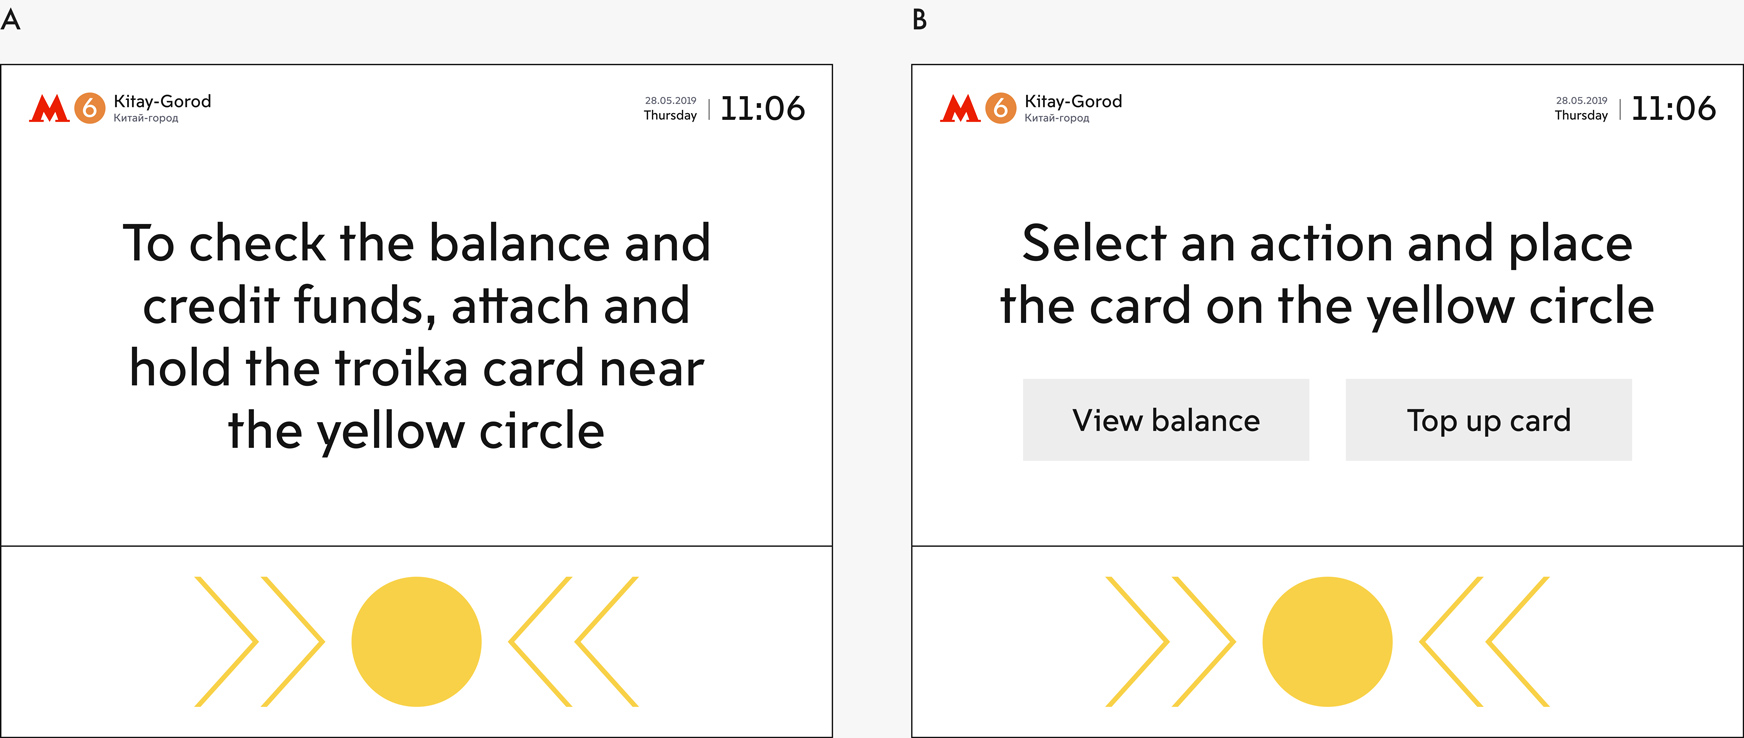 A
6
Kitay-Gorod
Китай-город
28.05.2019
Thursday
11:06
To check the balance and
credit funds, attach and
hold the troika card near
the yellow circle
B
6
Kitay-Gorod
Китай-город
28.05.2019
Thursday
11:06
Select an action and place
the card on the yellow circle
View balance
Top up card